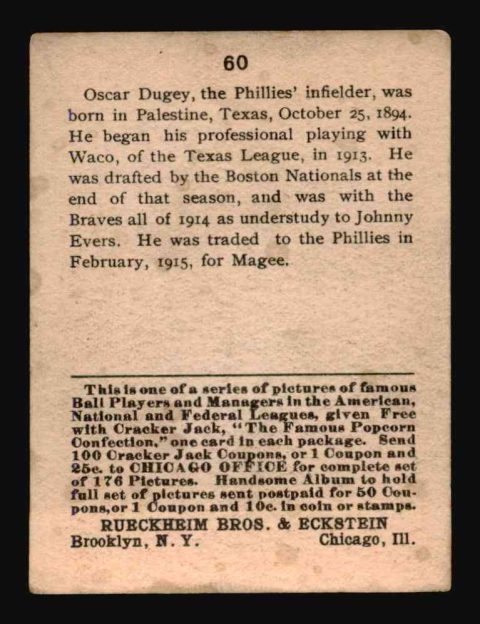 60
Oscar Dugey, the Phillies' infielder, was
born in Palestine, Texas, October 25, 1894.
He began his professional playing with
Waco, of the Texas League, in 1913. He
was drafted by the Boston Nationals at the
end of that season, and was with the
Braves all of 1914 as understudy to Johnny
Evers. He was traded to the Phillies in
February, 1915, for Magee.
This is one of a series of pictures of famous
Ball Players and Managers in the American,
National and Federal Leagues, given Free
with Cracker Jack, "The Famous Popcorn
Confection," one card in each package. Send
100 Cracker Jack Coupons, or 1 Coupon and
25c. to CHICAGO OFFICE for complete set
of 176 Pictures. Handsome Album to hold
full set of pictures sent postpaid for 50 Cou-
pons, or 1 Coupon and 10c. in coin or stamps.
RUECKHEIM BROS. & ECKSTEIN
Brooklyn, N. Y. Chicago, Ill.